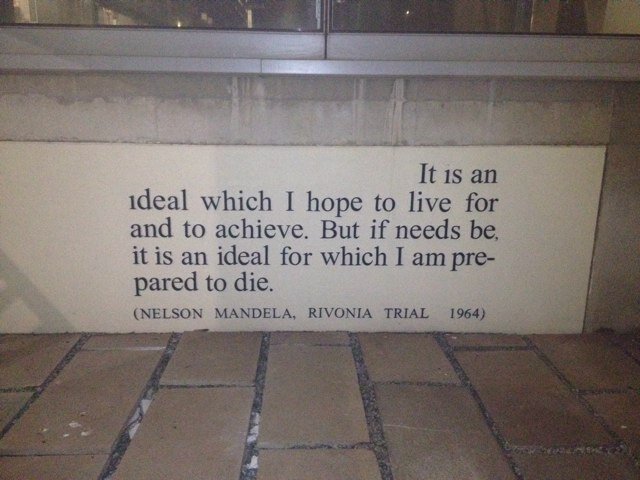 It is an
ideal which I hope to live for
and to achieve. But if needs be,
it is an ideal for which I am pre-
pared to die.
(NELSON MANDELA, RIVONIA TRIAL 1964)